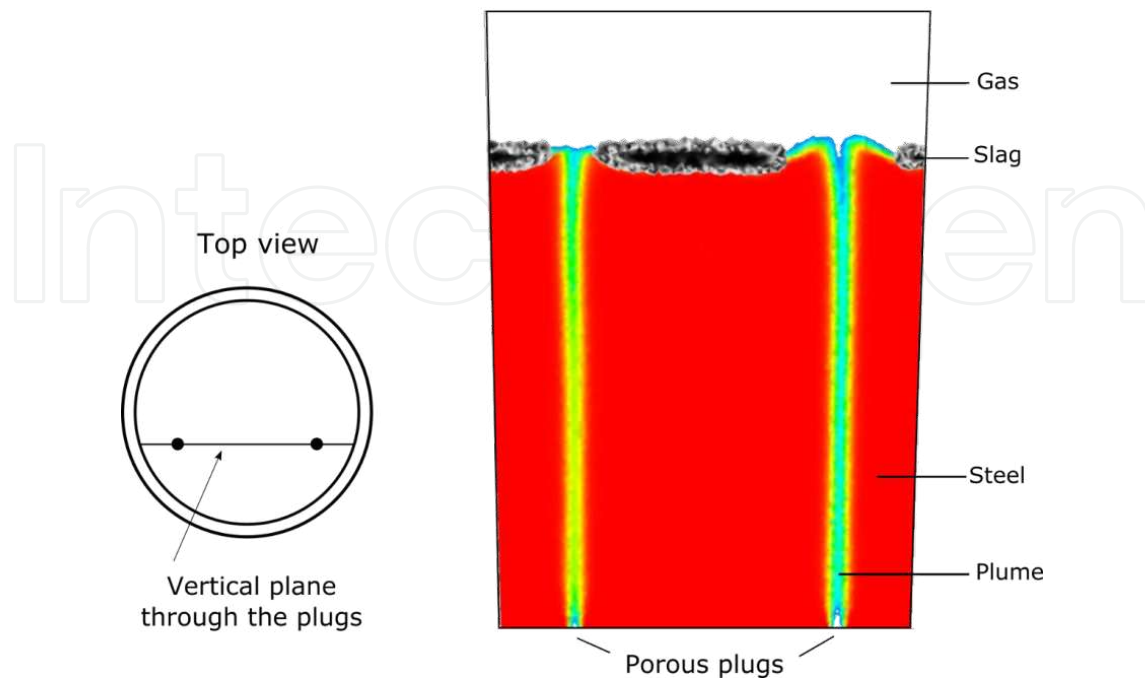 Top view
Vertical plane
through the plugs
Gas
Slag
Steel
Plume
Porous plugs
IntechOpen